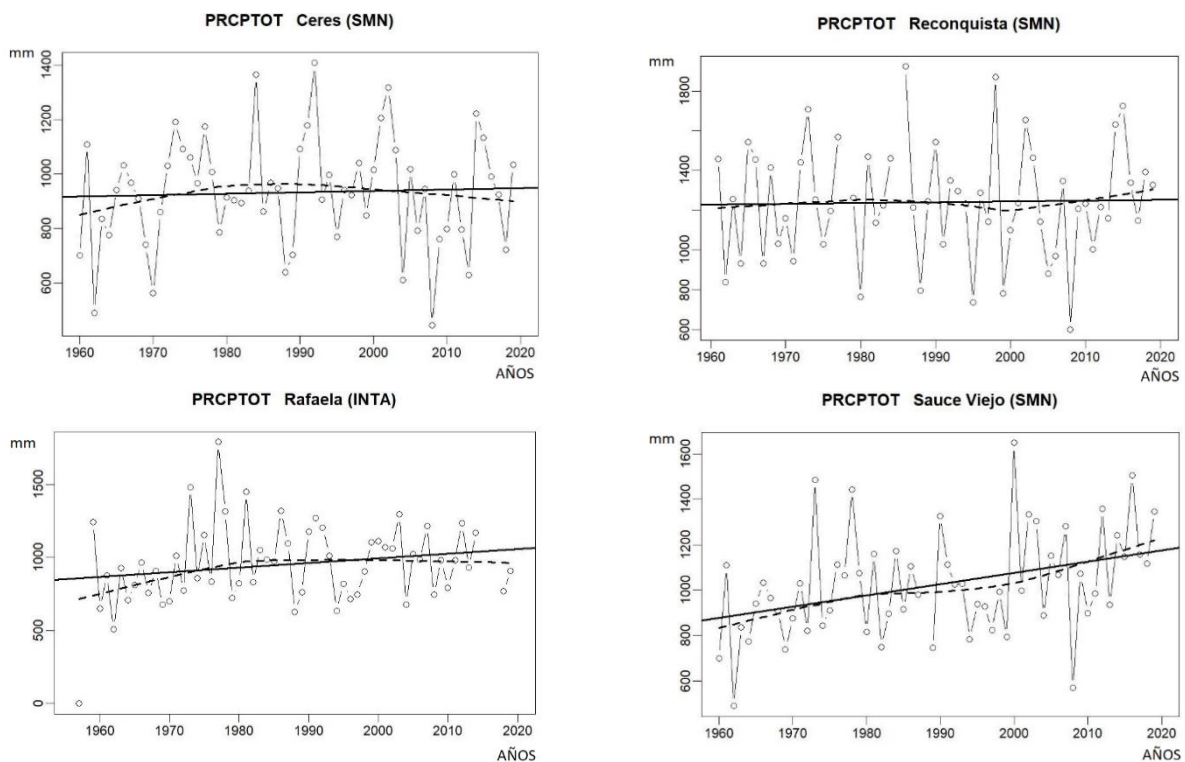 PRCPTOT Ceres (SMN)
mm
1400
1200
1000
800
600
1960 1970 1980 1990 2000 2010 2020
AÑOS
PRCPTOT Reconquista (SMN)
mm
1800
1400
1200
1000
800
600
1960 1970 1980 1990 2000 2010 2020
AÑOS
PRCPTOT Rafaela (INTA)
mm
1500
1000
500
0
1960 1970 1980 1990 2000 2010 2020
AÑOS
PRCPTOT Sauce Viejo (SMN)
mm
1600
1400
1200
1000
800
600
1960 1970 1980 1990 2000 2010 2020
AÑOS